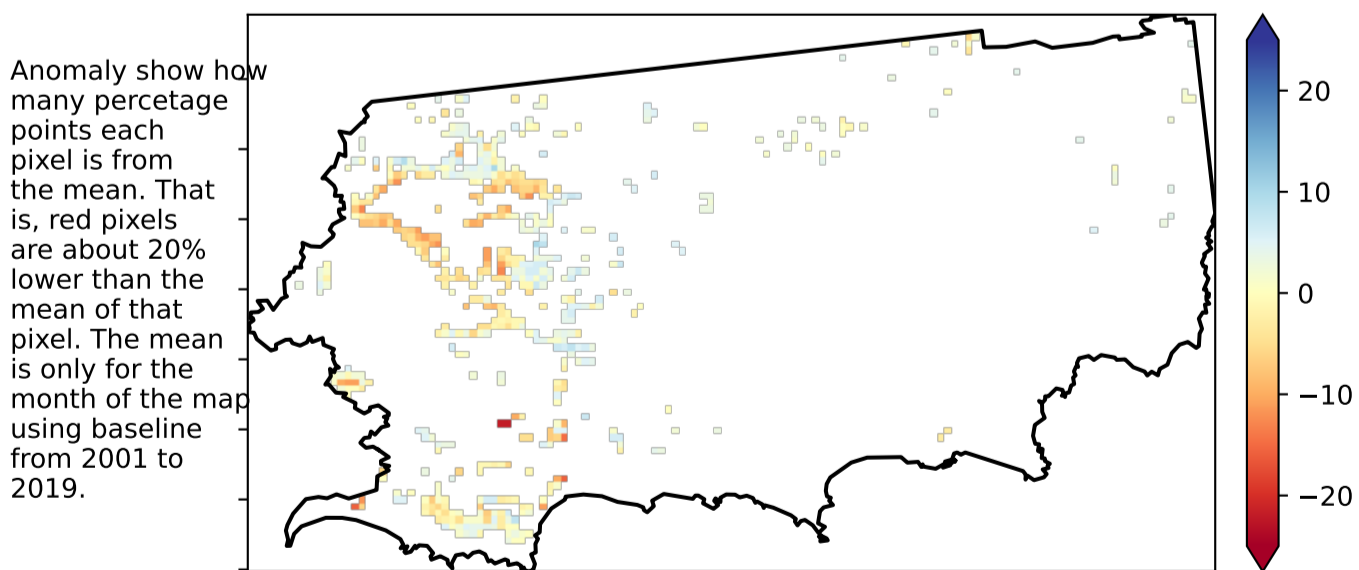 Anomaly show how
many percetage
points each
pixel is from
the mean. That
is, red pixels
are about 20%
lower than the
mean of that
pixel. The mean
is only for the
month of the map
using baseline
from 2001 to
2019.
20
10
0
−10
−20